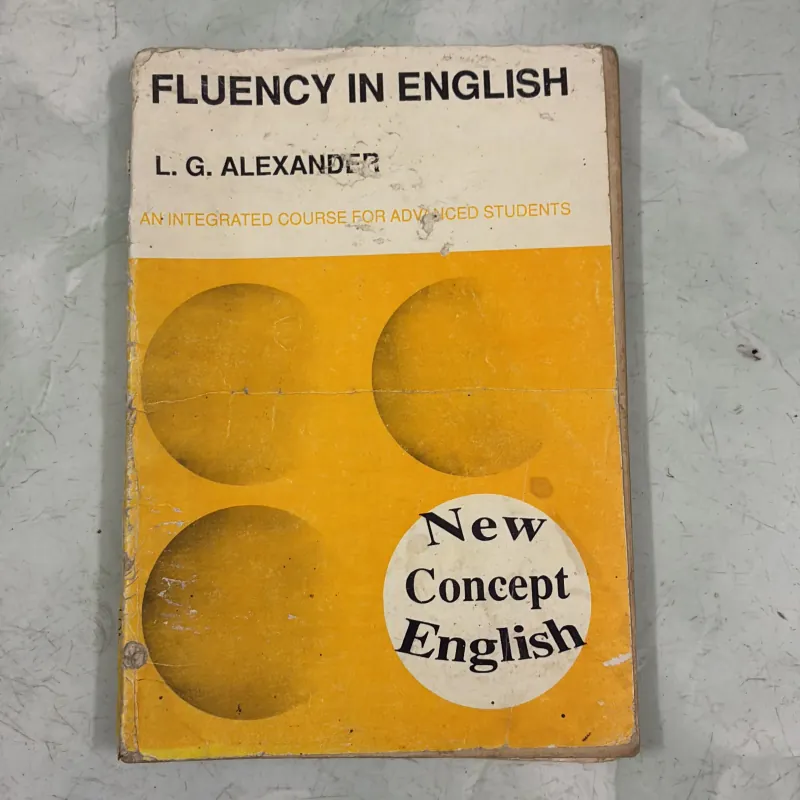 FLUENCY IN ENGLISH
L. G. ALEXANDER
AN INTEGRATED COURSE FOR ADVANCED STUDENTS
New
Concept
English